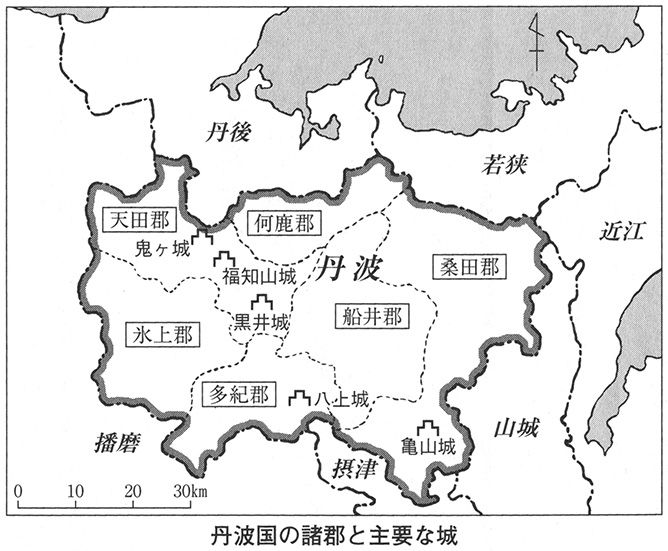 丹後
若狭
近江
天田郡
何鹿郡
鬼ヶ城
福知山城
丹波
桑田郡
黒井城
氷上郡
船井郡
多紀郡
八上城
亀山城
山城
播磨
摂津
0 10 20 30km
丹波国の諸郡と主要な城